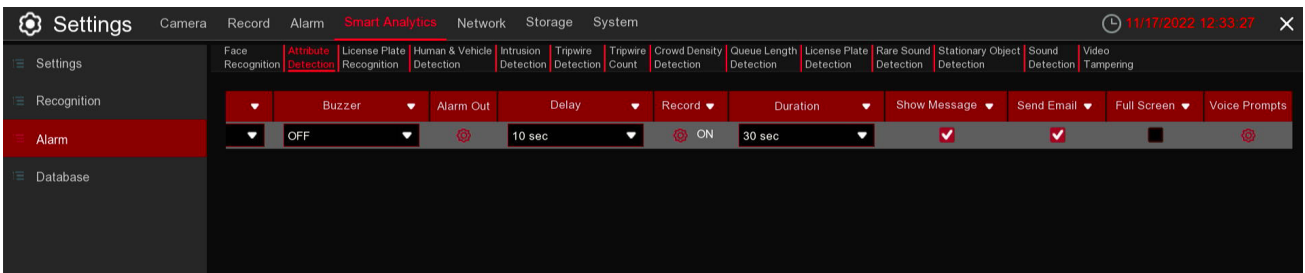 Settings Camera Record Alarm Smart Analytics Network Storage System 11/17/2022 12:33:27
Face Recognition Attribute Detection License Plate Recognition Human & Vehicle Detection Intrusion Detection Tripwire Detection Tripwire Count Crowd Density Detection Queue Length Detection License Plate Detection Rare Sound Detection Stationary Object Detection Sound Detection Video Tampering
Settings
Recognition
Alarm
Database
Buzzer Alarm Out Delay Record Duration Show Message Send Email Full Screen Voice Prompts
OFF 10 sec ON 30 sec